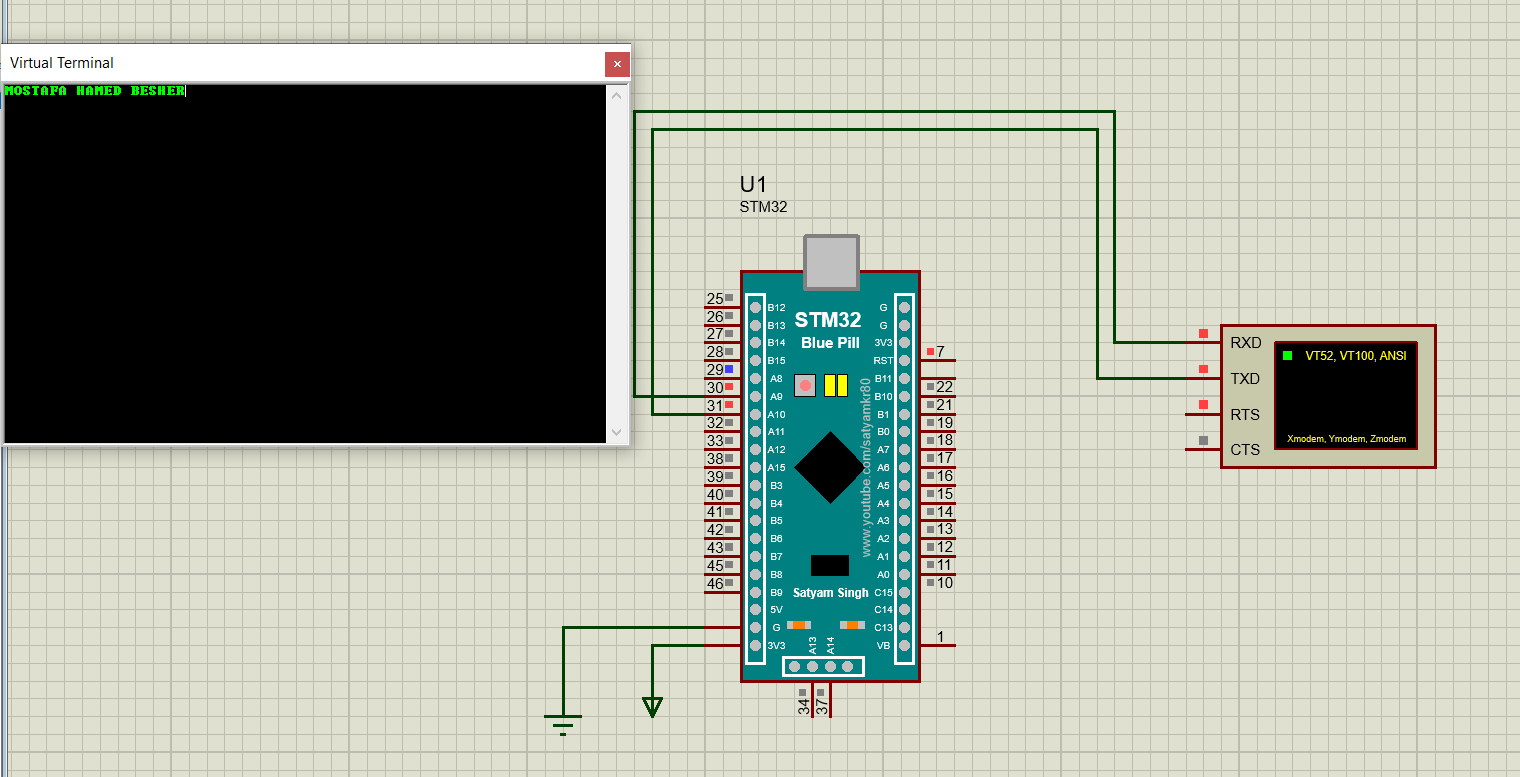 Virtual Terminal
MOSTAFA HAMED BESHER
U1
STM32
STM32
Blue Pill
www.youtube.com/satyamkr80
Satyam Singh
25 B12
26 B13
27 B14
28 B15
29 A8
30 A9
31 A10
32 A11
33 A12
38 A15
39 B3
40 B4
41 B5
42 B6
43 B7
45 B8
46 B9
5V
G
3V3
G
G
3V3
RST 7
B11 22
B10 21
B1 19
B0 18
A7 17
A6 16
A5 15
A4 14
A3 13
A2 12
A1 11
A0 10
C15
C14
C13
VB 1
A13 34
A14 37
RXD
TXD
RTS
CTS
VT52, VT100, ANSI
Xmodem, Ymodem, Zmodem